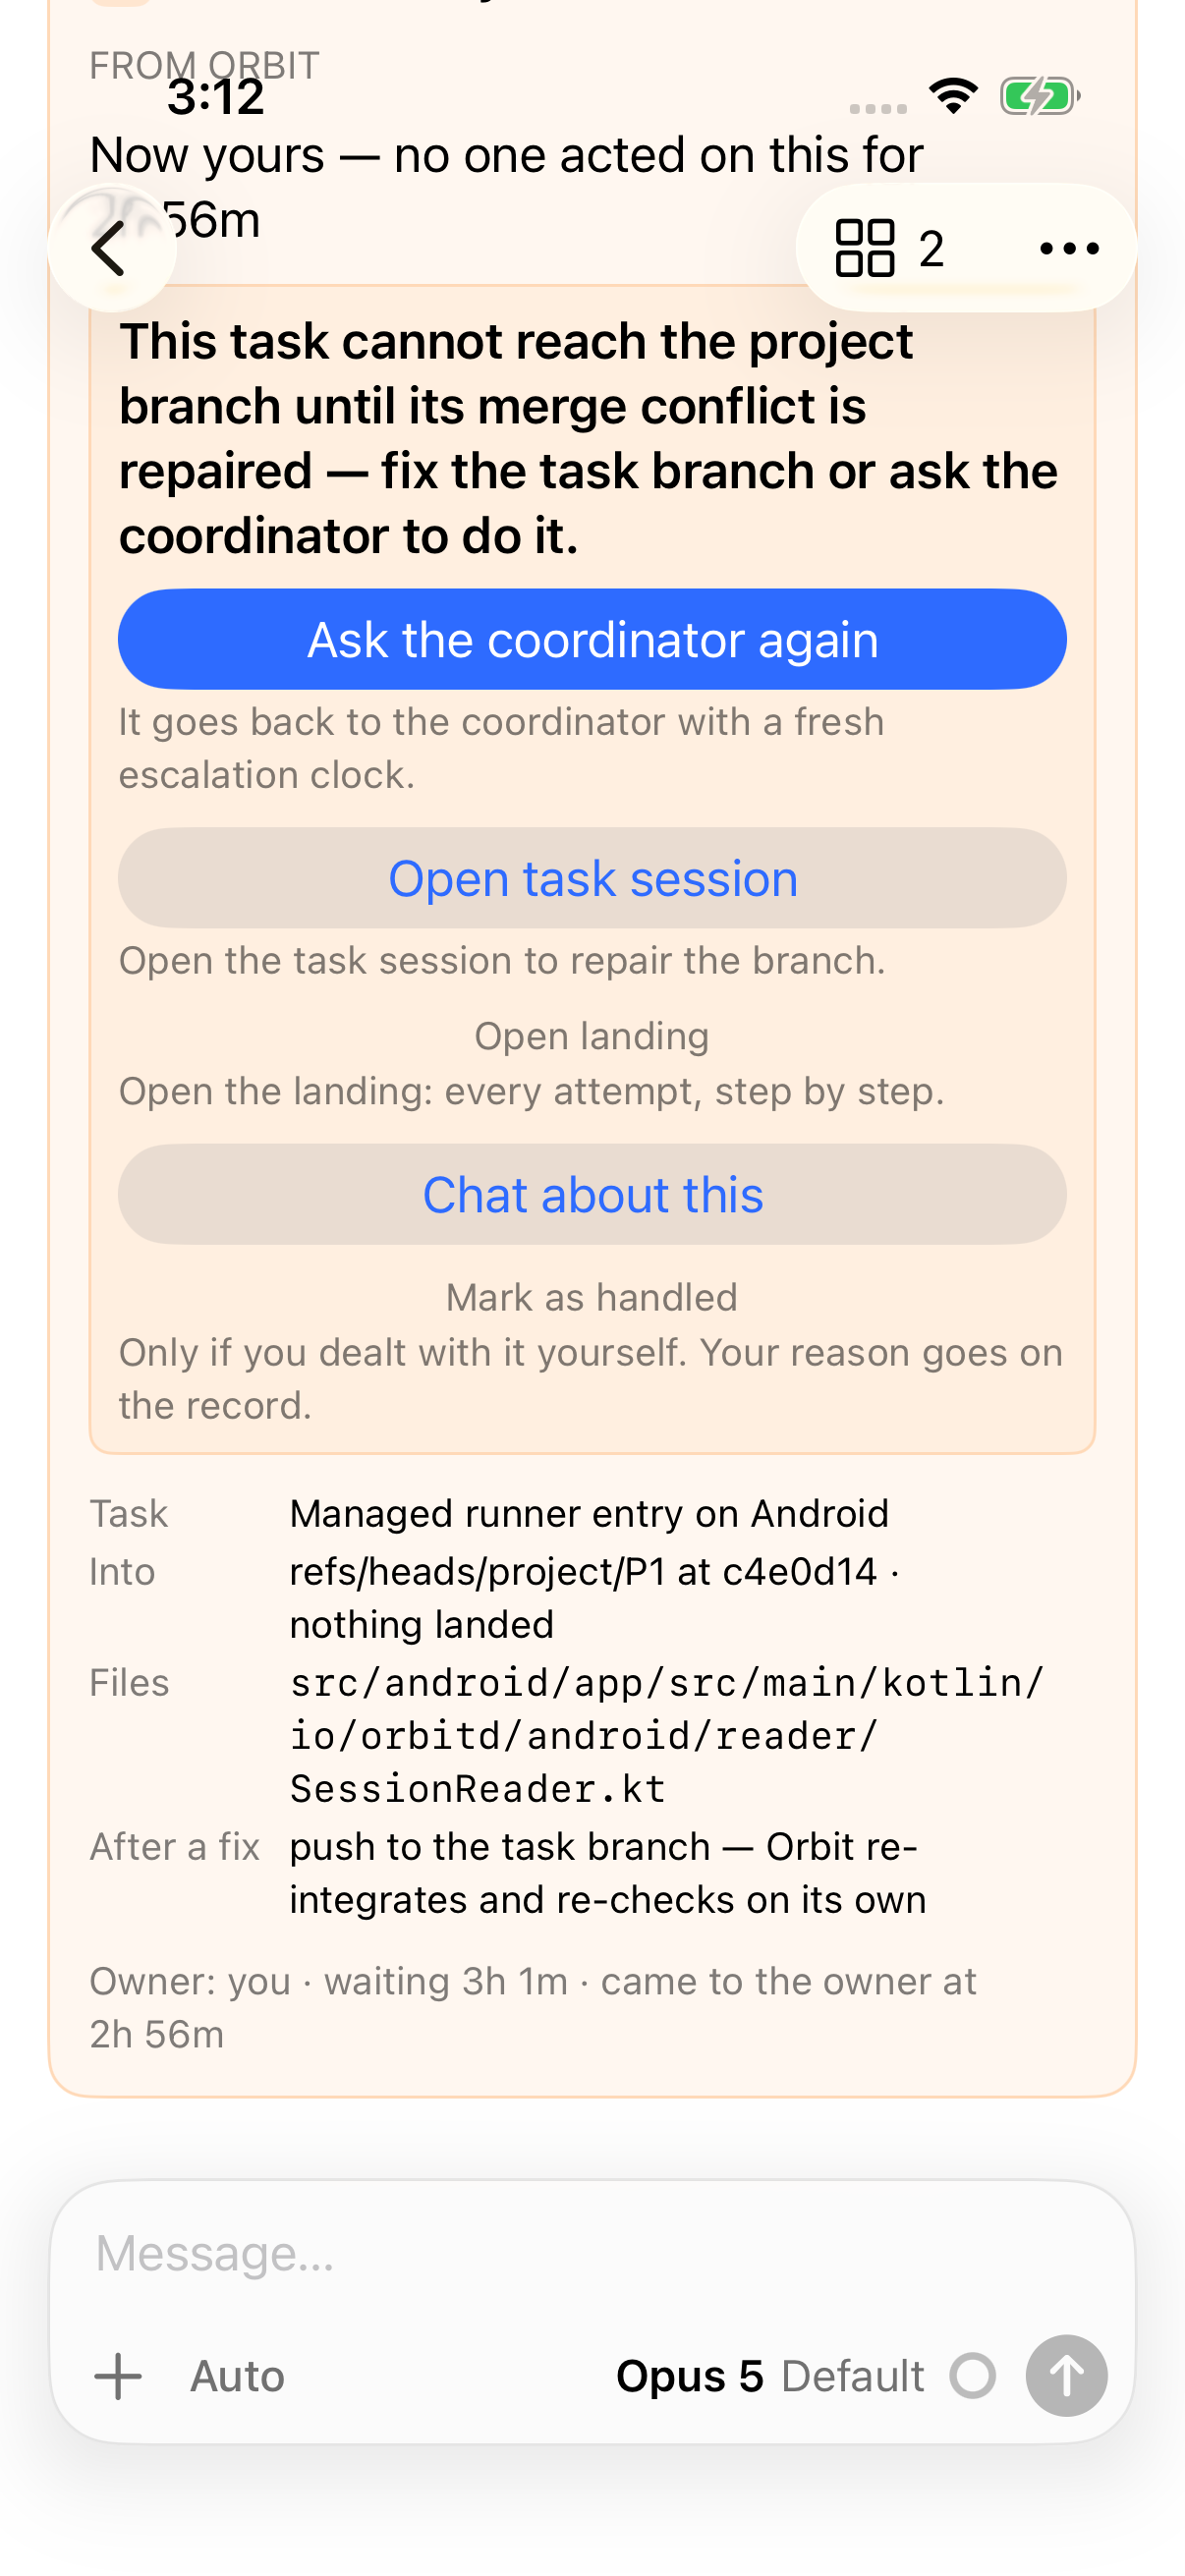 FROM ORBIT
3:12
Now yours — no one acted on this for
56m
2
This task cannot reach the project
branch until its merge conflict is
repaired — fix the task branch or ask the
coordinator to do it.
Ask the coordinator again
It goes back to the coordinator with a fresh
escalation clock.
Open task session
Open the task session to repair the branch.
Open landing
Open the landing: every attempt, step by step.
Chat about this
Mark as handled
Only if you dealt with it yourself. Your reason goes on
the record.
Task Managed runner entry on Android
Into refs/heads/project/P1 at c4e0d14 ·
nothing landed
Files src/android/app/src/main/kotlin/
io/orbitd/android/reader/
SessionReader.kt
After a fix push to the task branch — Orbit re-
integrates and re-checks on its own
Owner: you · waiting 3h 1m · came to the owner at
2h 56m
Message...
Auto
Opus 5 Default